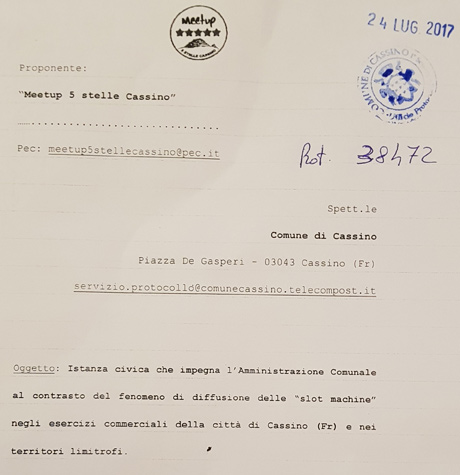 meetup
5 STELLE CASSINO
24 LUG 2017
COMUNE DI CASSINO
Proponente:
"Meetup 5 stelle Cassino"
................................
Pec: meetup5stellecassino@pec.it
Prot. 38472
Spett.le
Comune di Cassino
Piazza De Gasperi - 03043 Cassino (Fr)
servizio.protocollo@comunecassino.telecompost.it
Oggetto: Istanza civica che impegna l'Amministrazione Comunale
al contrasto del fenomeno di diffusione delle "slot machine"
negli esercizi commerciali della città di Cassino (Fr) e nei
territori limitrofi.